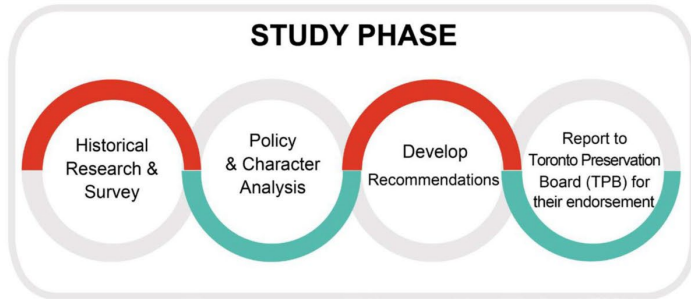 STUDY PHASE
Historical
Research &
Survey
Policy
& Character
Analysis
Develop
Recommendations
Report to
Toronto Preservation
Board (TPB) for
their endorsement